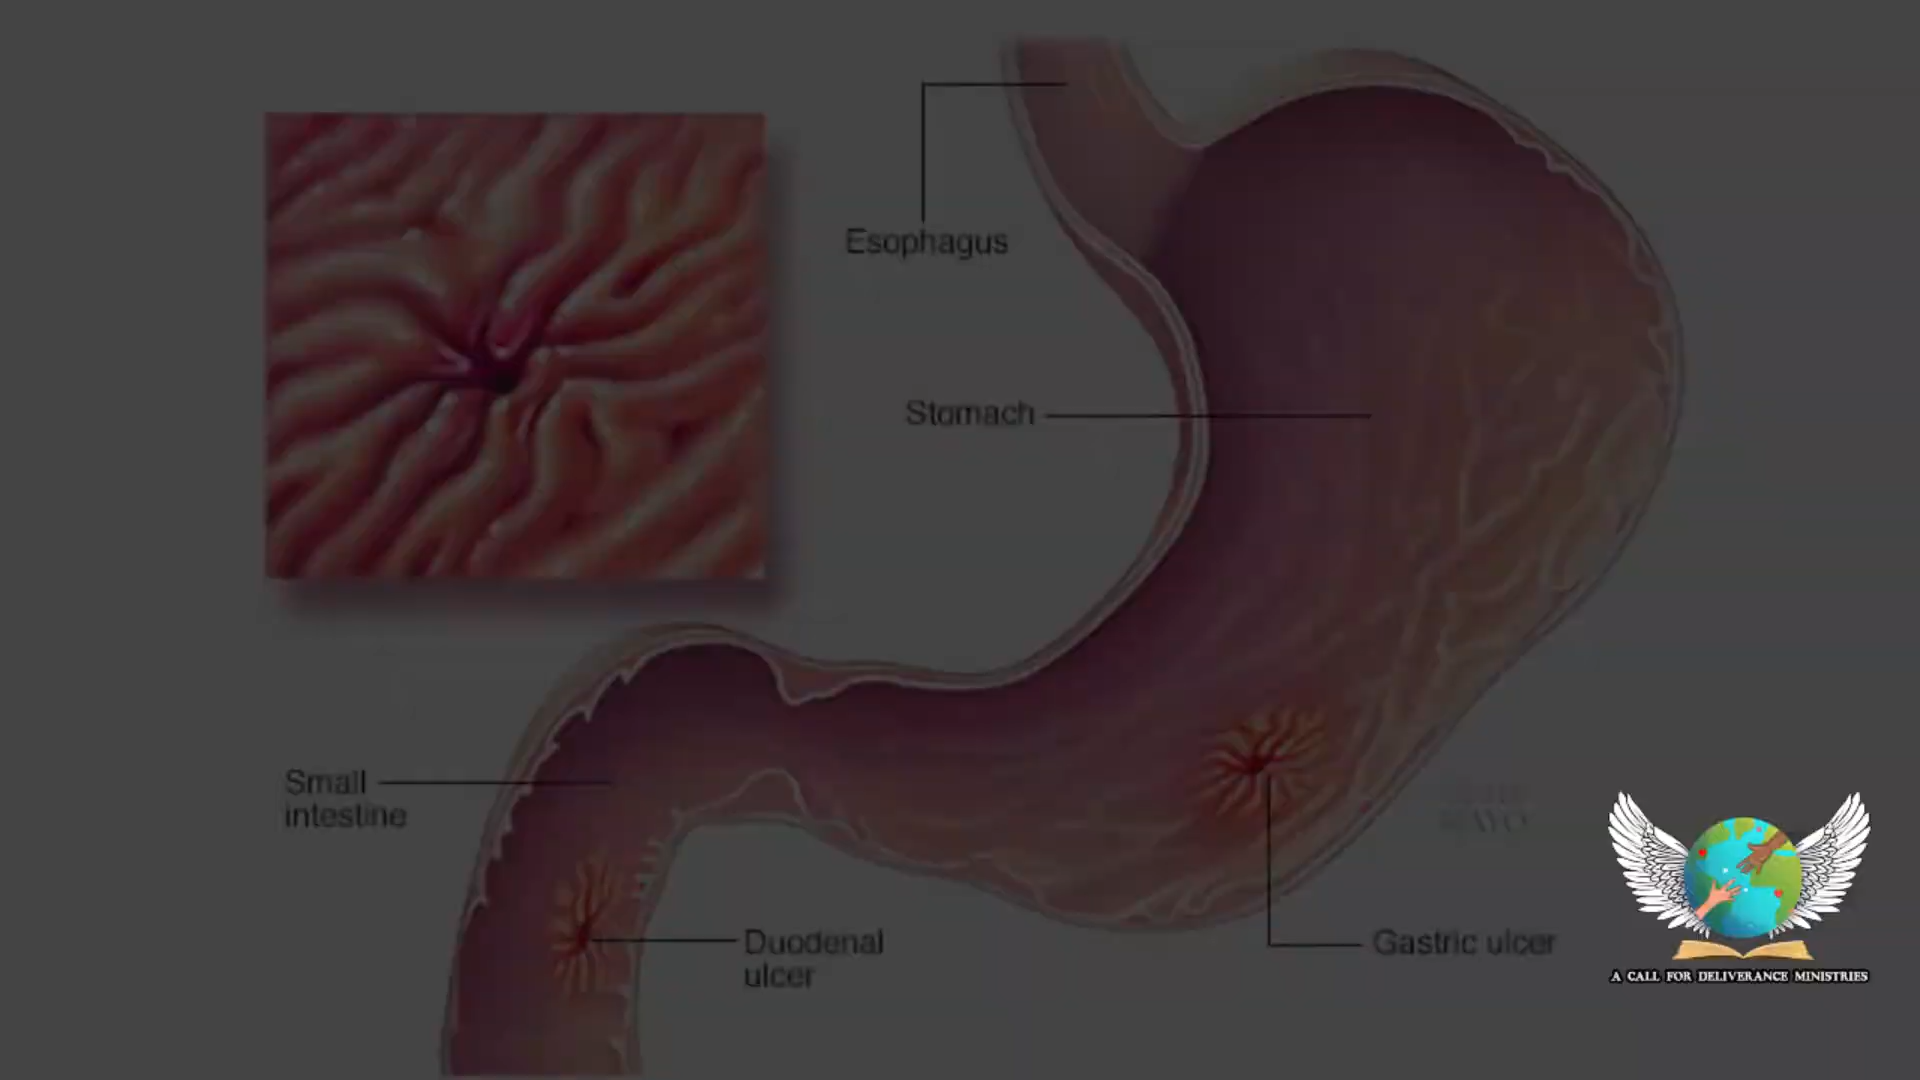 Esophagus
Stomach
Small
intestine
Duodenal
ulcer
Gastric ulcer
A CALL FOR DELIVERANCE MINISTRIES